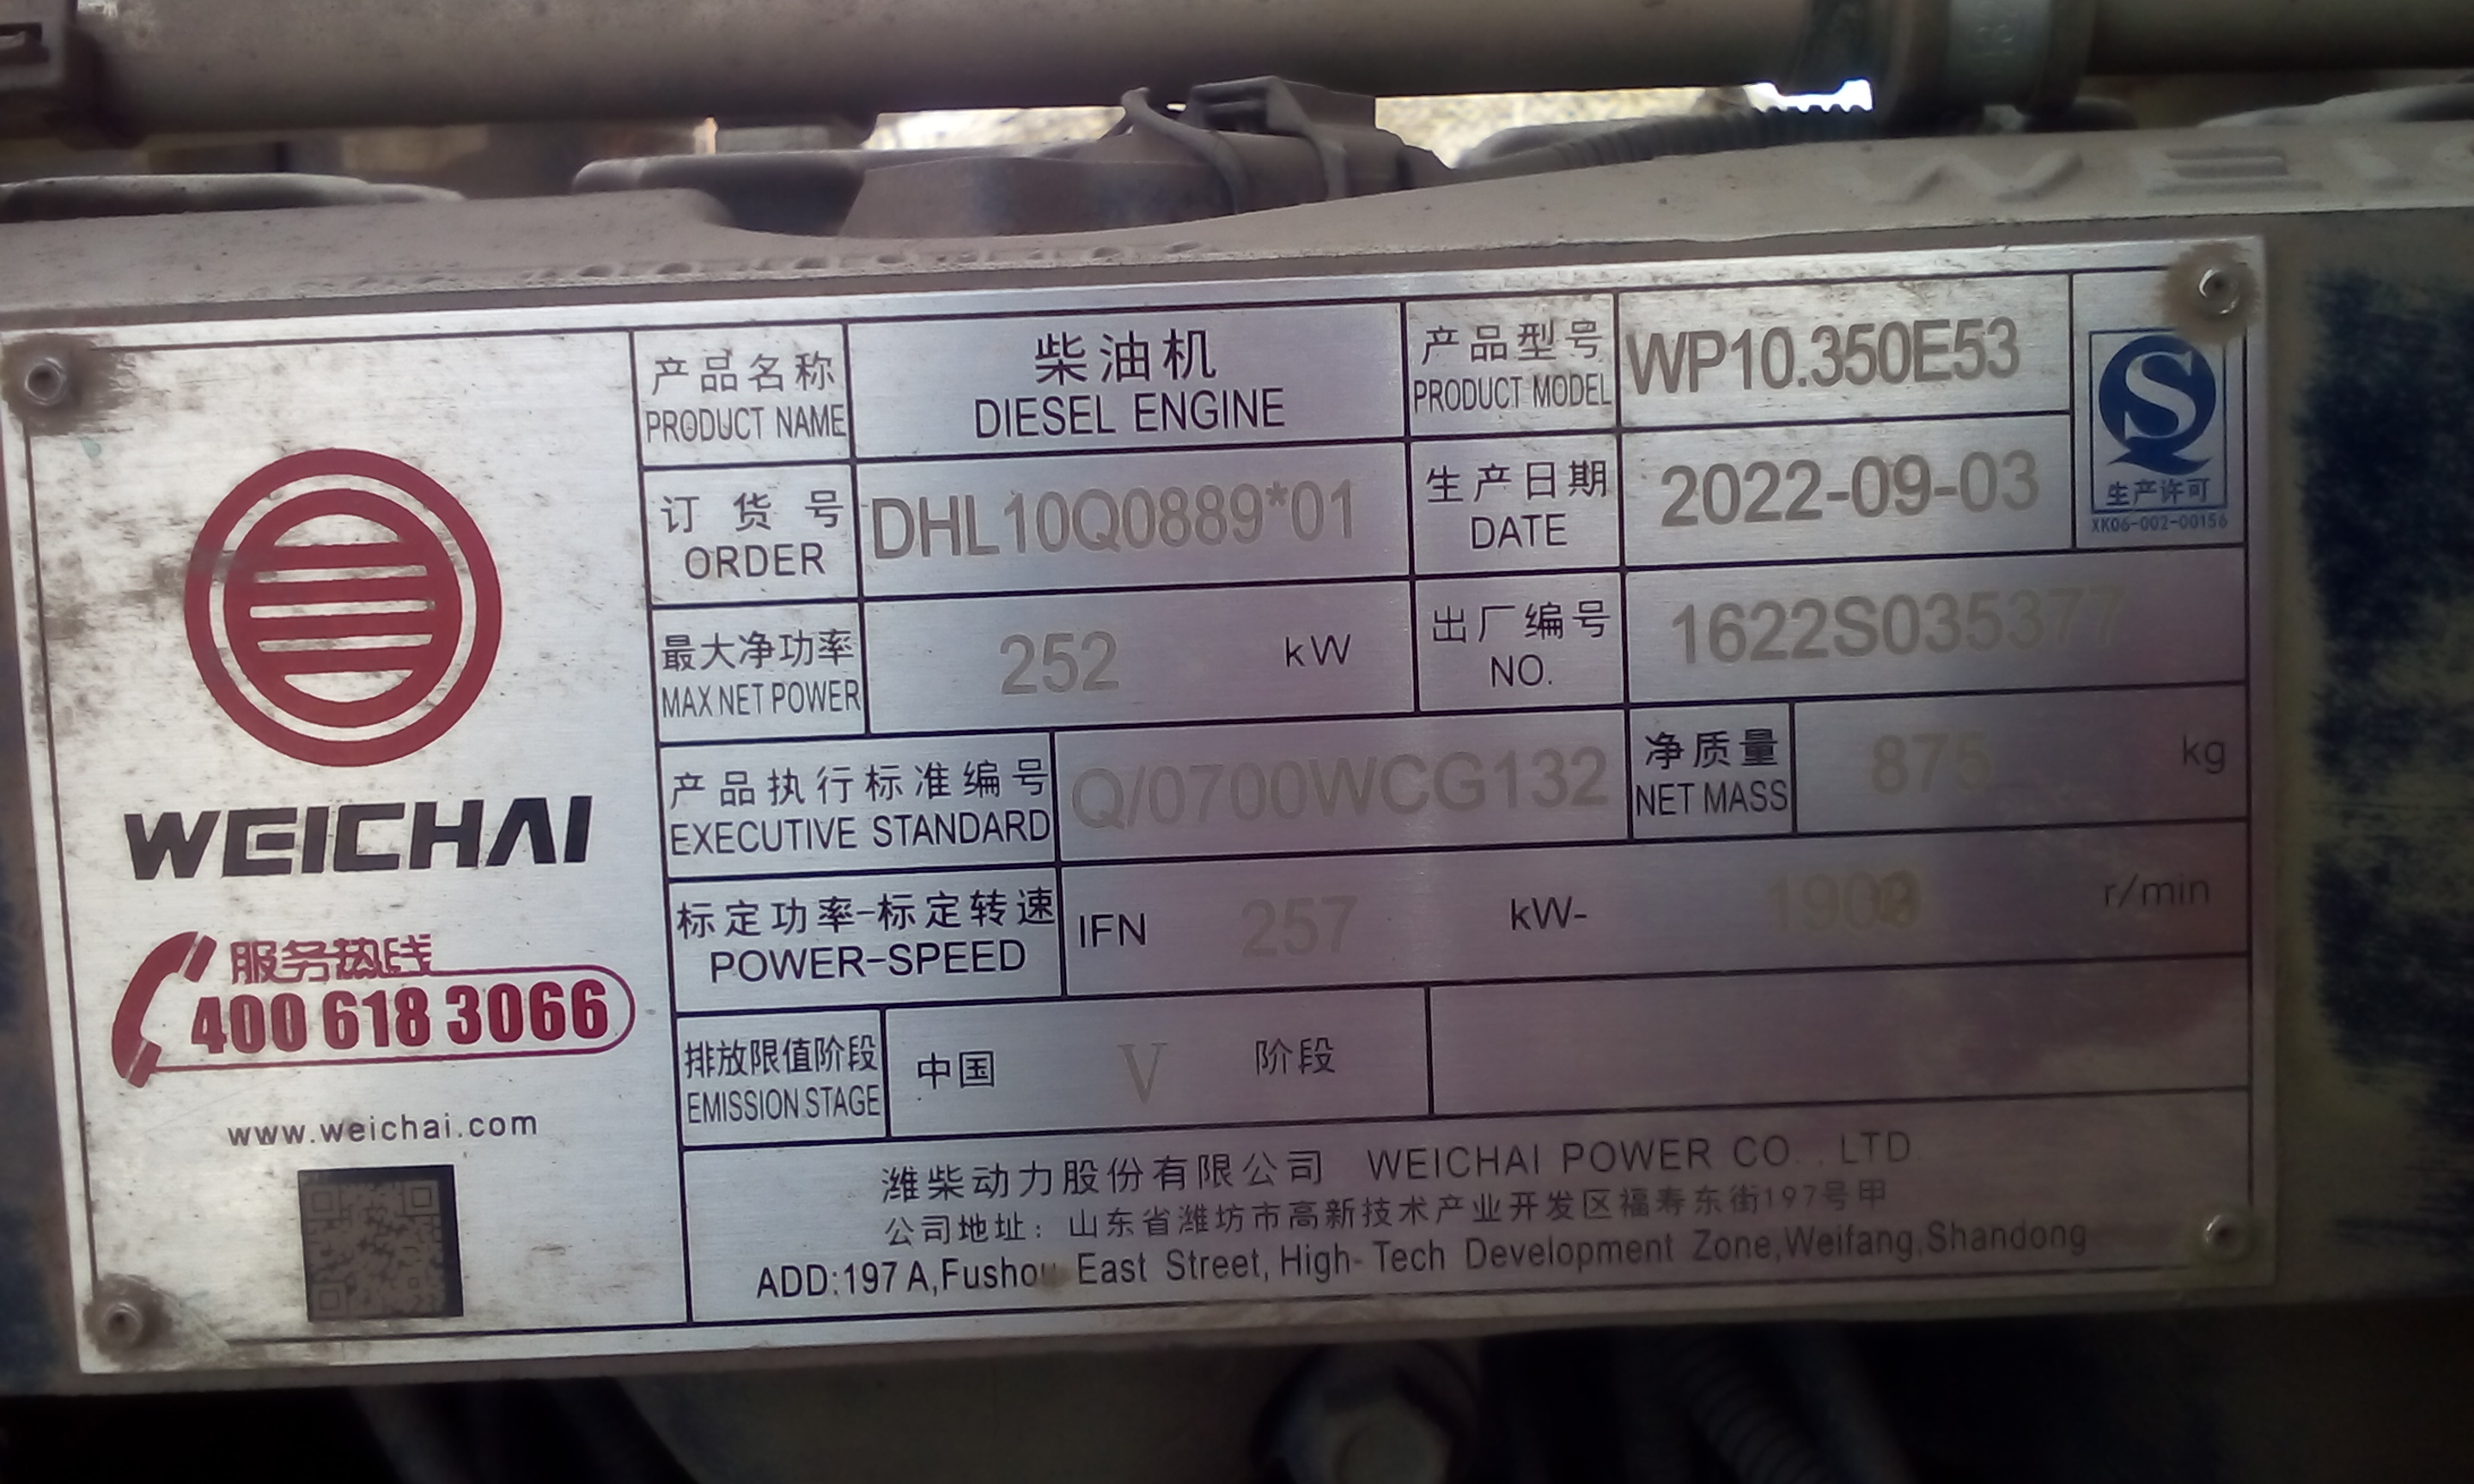 WEICHAI
服务热线
400 618 3066
www.weichai.com
产品名称
PRODUCT NAME
柴油机
DIESEL ENGINE
产品型号
PRODUCT MODEL
WP10.350E53
S
生产许可
XK06-002-00156
订货号
ORDER
DHL10Q0889*01
生产日期
DATE
2022-09-03
最大净功率
MAX NET POWER
252 kW
出厂编号
NO.
1622S035377
产品执行标准编号
EXECUTIVE STANDARD
Q/0700WCG132
净质量
NET MASS
875 kg
标定功率-标定转速
POWER-SPEED
IFN 257 kW- r/min
排放限值阶段
EMISSION STAGE
中国 V 阶段
潍柴动力股份有限公司 WEICHAI POWER CO.,LTD
公司地址：山东省潍坊市高新技术产业开发区福寿东街197号甲
ADD:197 A,Fushou East Street, High-Tech Development Zone,Weifang,Shandong